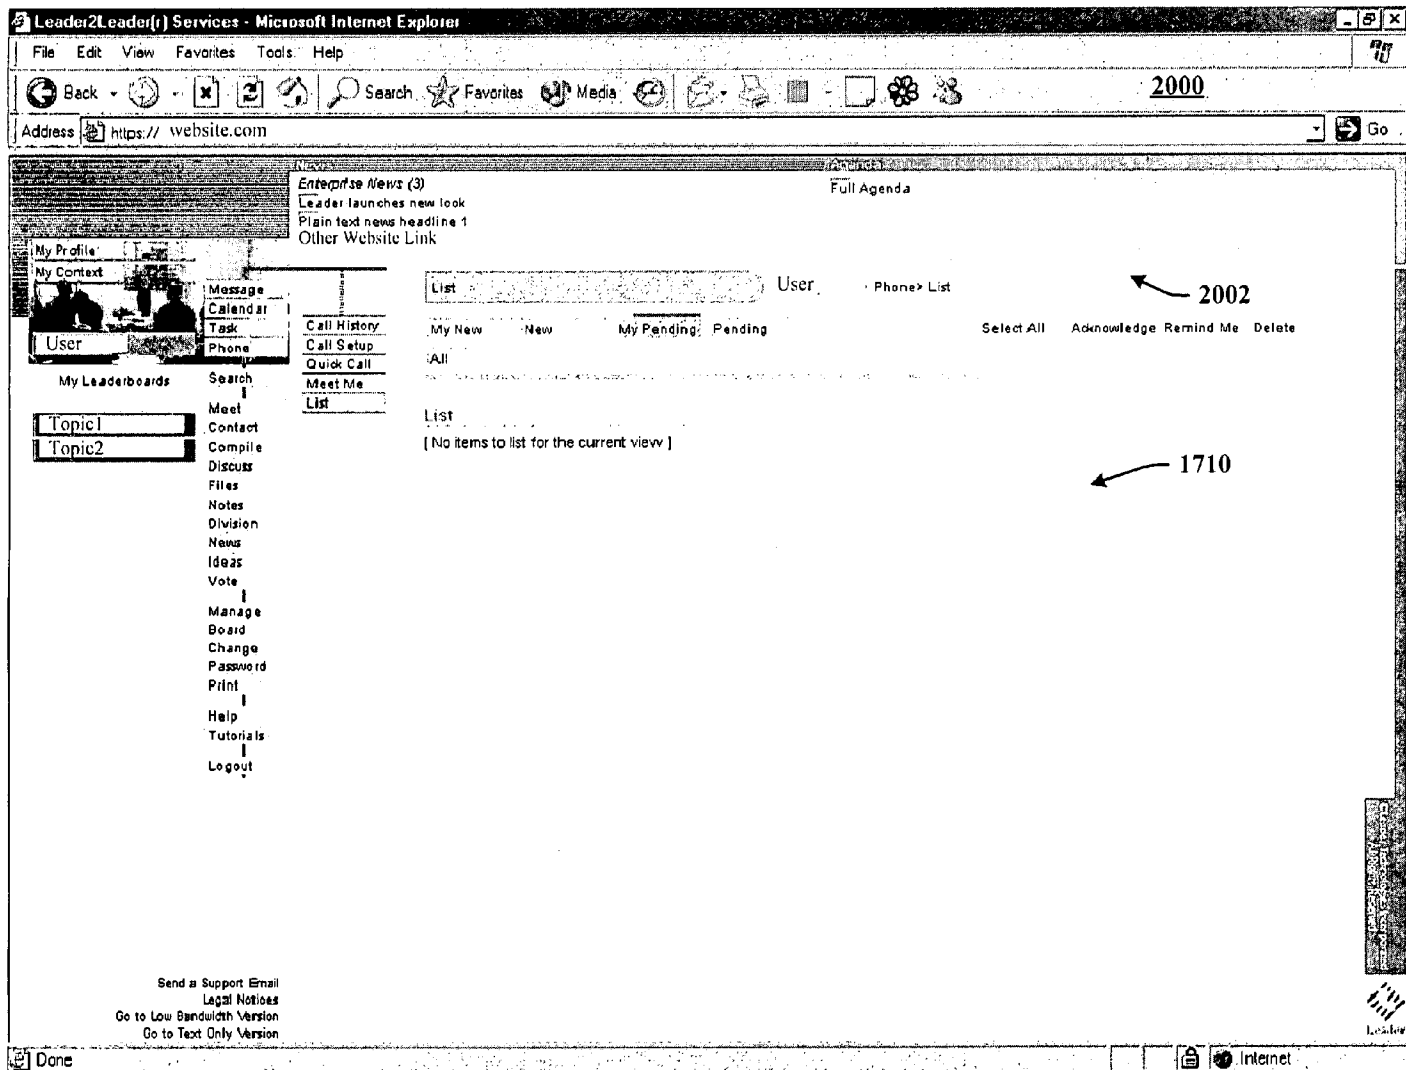 Leader2Leader(r) Services - Microsoft Internet Explorer
File Edit View Favorites Tools Help
Back Search Favorites Media 2000
Address https:// website.com Go
News Agenda
Enterprise News (3) Full Agenda
Leader launches new look
Plain text news headline 1
Other Website Link
My Profile
My Context
Message List User Phone> List 2002
Calendar
Task Call History My New New My Pending Pending Select All Acknowledge Remind Me Delete
User Phone Call Setup All
Quick Call
My Leaderboards Search Meet Me
Meet List List
Topic1 Contact
Topic2 Compile [ No items to list for the current view ]
Discuss 1710
Files
Notes
Division
News
Ideas
Vote
Manage
Board
Change
Password
Print
Help
Tutorials
Logout
Send a Support Email
Legal Notices
Go to Low Bandwidth Version
Go to Text Only Version
Leader
Done Internet